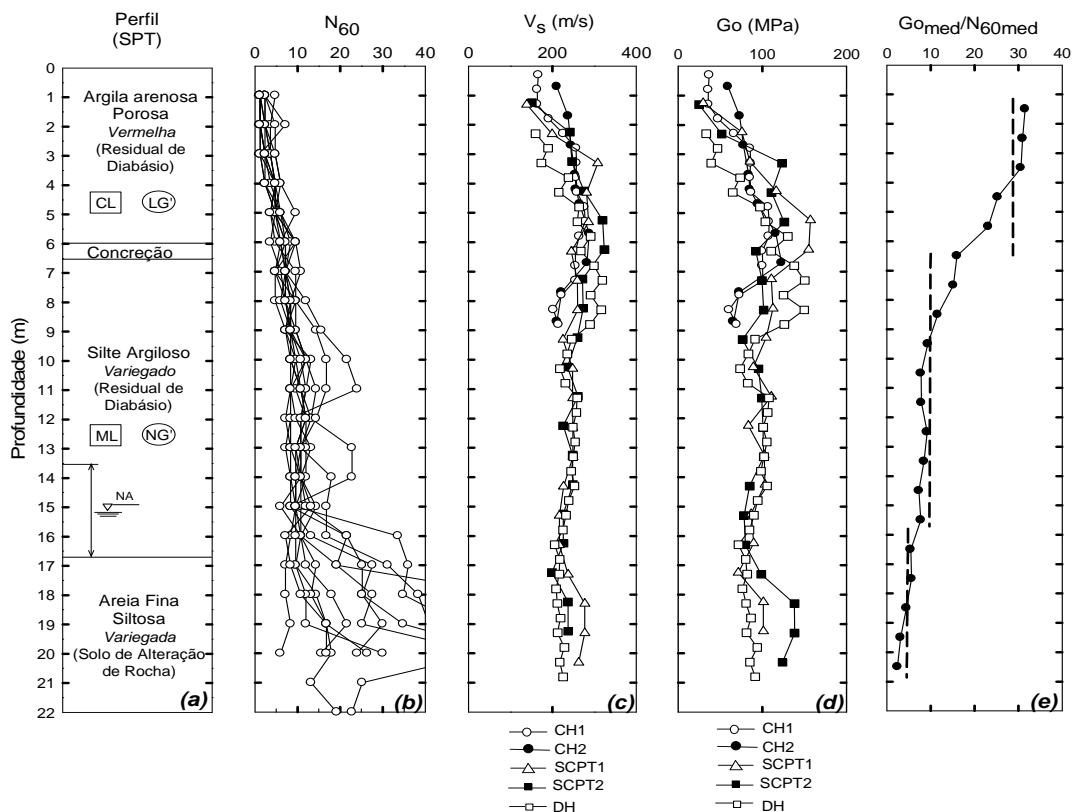 Perfil
(SPT)
N60
Vs (m/s)
Go (MPa)
Gomed/N60med
0 10 20 30 40
0 200 400
0 100 200
0 10 20 30 40
Profundidade (m)
0
1
2
3
4
5
6
7
8
9
10
11
12
13
14
15
16
17
18
19
20
21
22
Argila arenosa
Porosa
Vermelha
(Residual de
Diabásio)
CL LG'
Concreção
Silte Argiloso
Variegado
(Residual de
Diabásio)
ML NG'
NA
Areia Fina
Siltosa
Variegada
(Solo de Alteração
de Rocha)
(a)
(b)
(c)
(d)
(e)
CH1
CH2
SCPT1
SCPT2
DH
CH1
CH2
SCPT1
SCPT2
DH